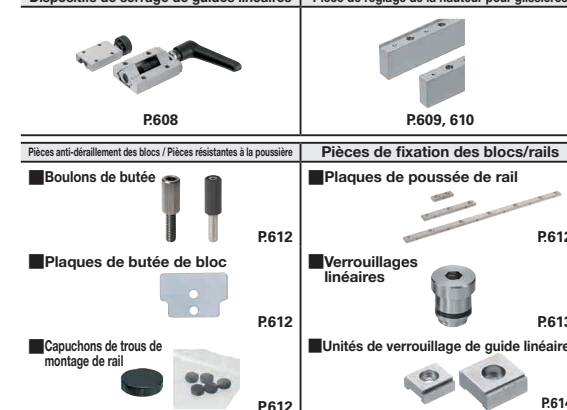 Dispositifs de serrage de guides linéaires
Pièce de réglage de la hauteur pour glissières
P.608
P.609, 610
Pièces anti-déraillement des blocs / Pièces résistantes à la poussière
Pièces de fixation des blocs/rails
■Boulons de butée
P.612
■Plaques de poussée de rail
P.612
■Plaques de butée de bloc
P.612
■Verrouillages
linéaires
P.613
■Capuchons de trous de
montage de rail
P.612
■Unités de verrouillage de guide linéaire
P.614